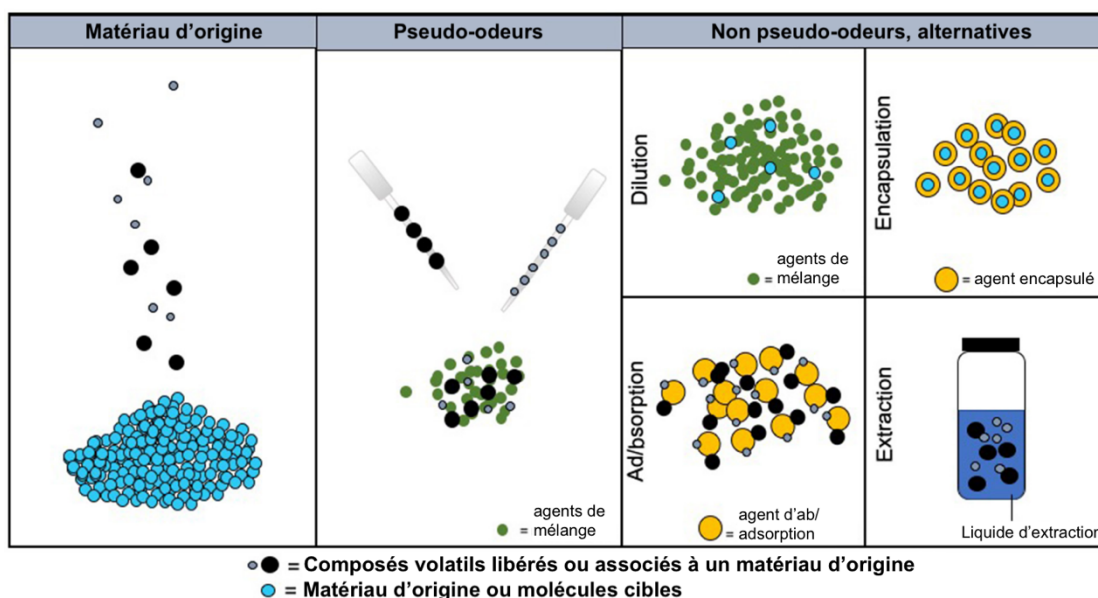 Matériau d'origine
Pseudo-odeurs
Non pseudo-odeurs, alternatives
Dilution
agents de
= mélange
Encapsulation
= agent encapsulé
agents de
= mélange
Ad/bsorption
agent d'ab/
= adsorption
Extraction
Liquide d'extraction
= Composés volatils libérés ou associés à un matériau d'origine
= Matériau d'origine ou molécules cibles